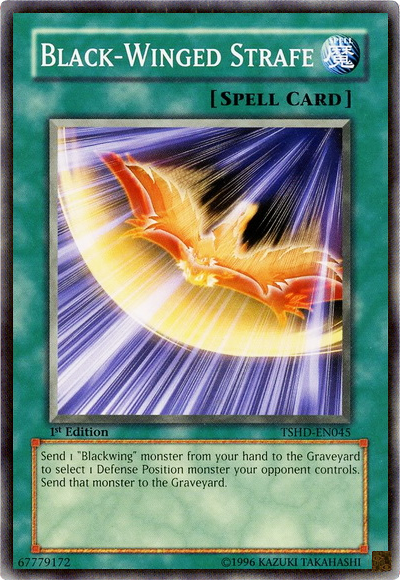 BLACK-WINGED STRAFE
SPELL
魔
[SPELL CARD]
1st Edition
TSHD-EN045
Send 1 "Blackwing" monster from your hand to the Graveyard
to select 1 Defense Position monster your opponent controls.
Send that monster to the Graveyard.
67779172
©1996 KAZUKI TAKAHASHI